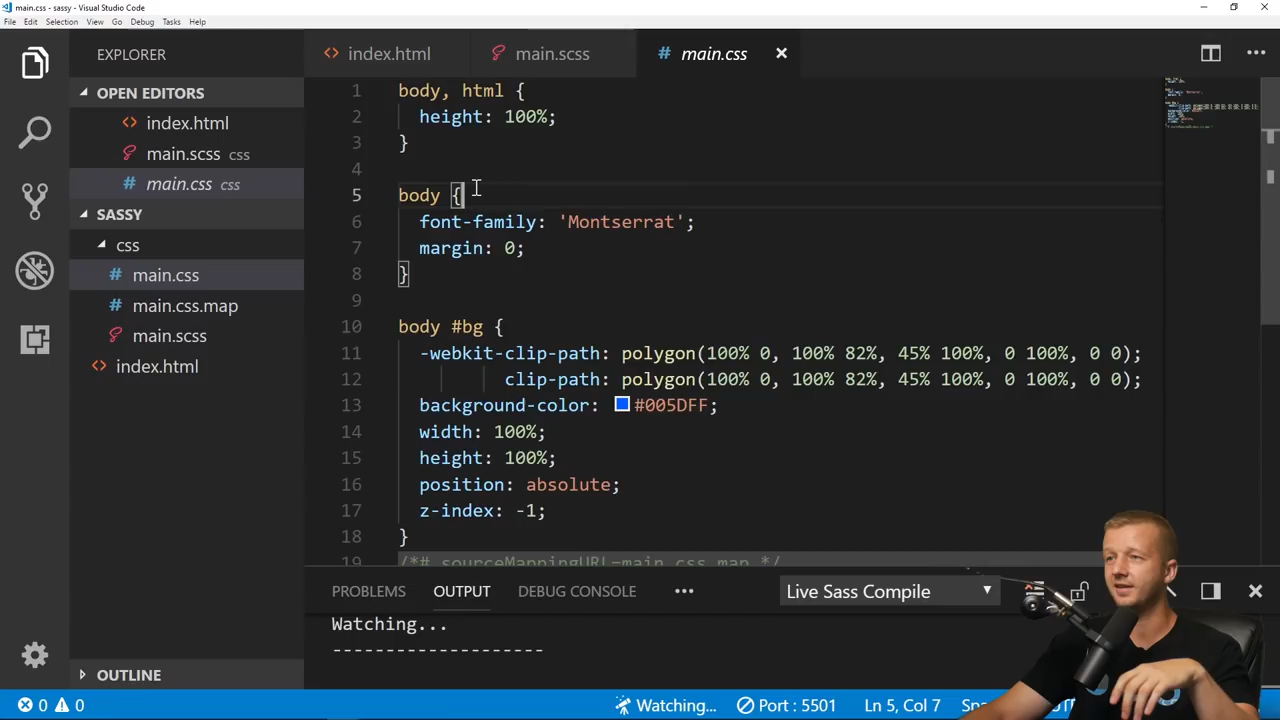 main.css - sassy - Visual Studio Code
File Edit Selection View Go Debug Tasks Help
EXPLORER
OPEN EDITORS
index.html
main.scss css
main.css css
SASSY
css
main.css
main.css.map
main.scss
index.html
OUTLINE
index.html main.scss main.css
1 body, html {
2 height: 100%;
3 }
4
5 body {
6 font-family: 'Montserrat';
7 margin: 0;
8 }
9
10 body #bg {
11 -webkit-clip-path: polygon(100% 0, 100% 82%, 45% 100%, 0 100%, 0 0);
12 clip-path: polygon(100% 0, 100% 82%, 45% 100%, 0 100%, 0 0);
13 background-color: #005DFF;
14 width: 100%;
15 height: 100%;
16 position: absolute;
17 z-index: -1;
18 }
19 /*# sourceMappingURL=main.css.map */
PROBLEMS OUTPUT DEBUG CONSOLE ••• Live Sass Compile
Watching...
--------------------
0 0 Watching... Port : 5501 Ln 5, Col 7